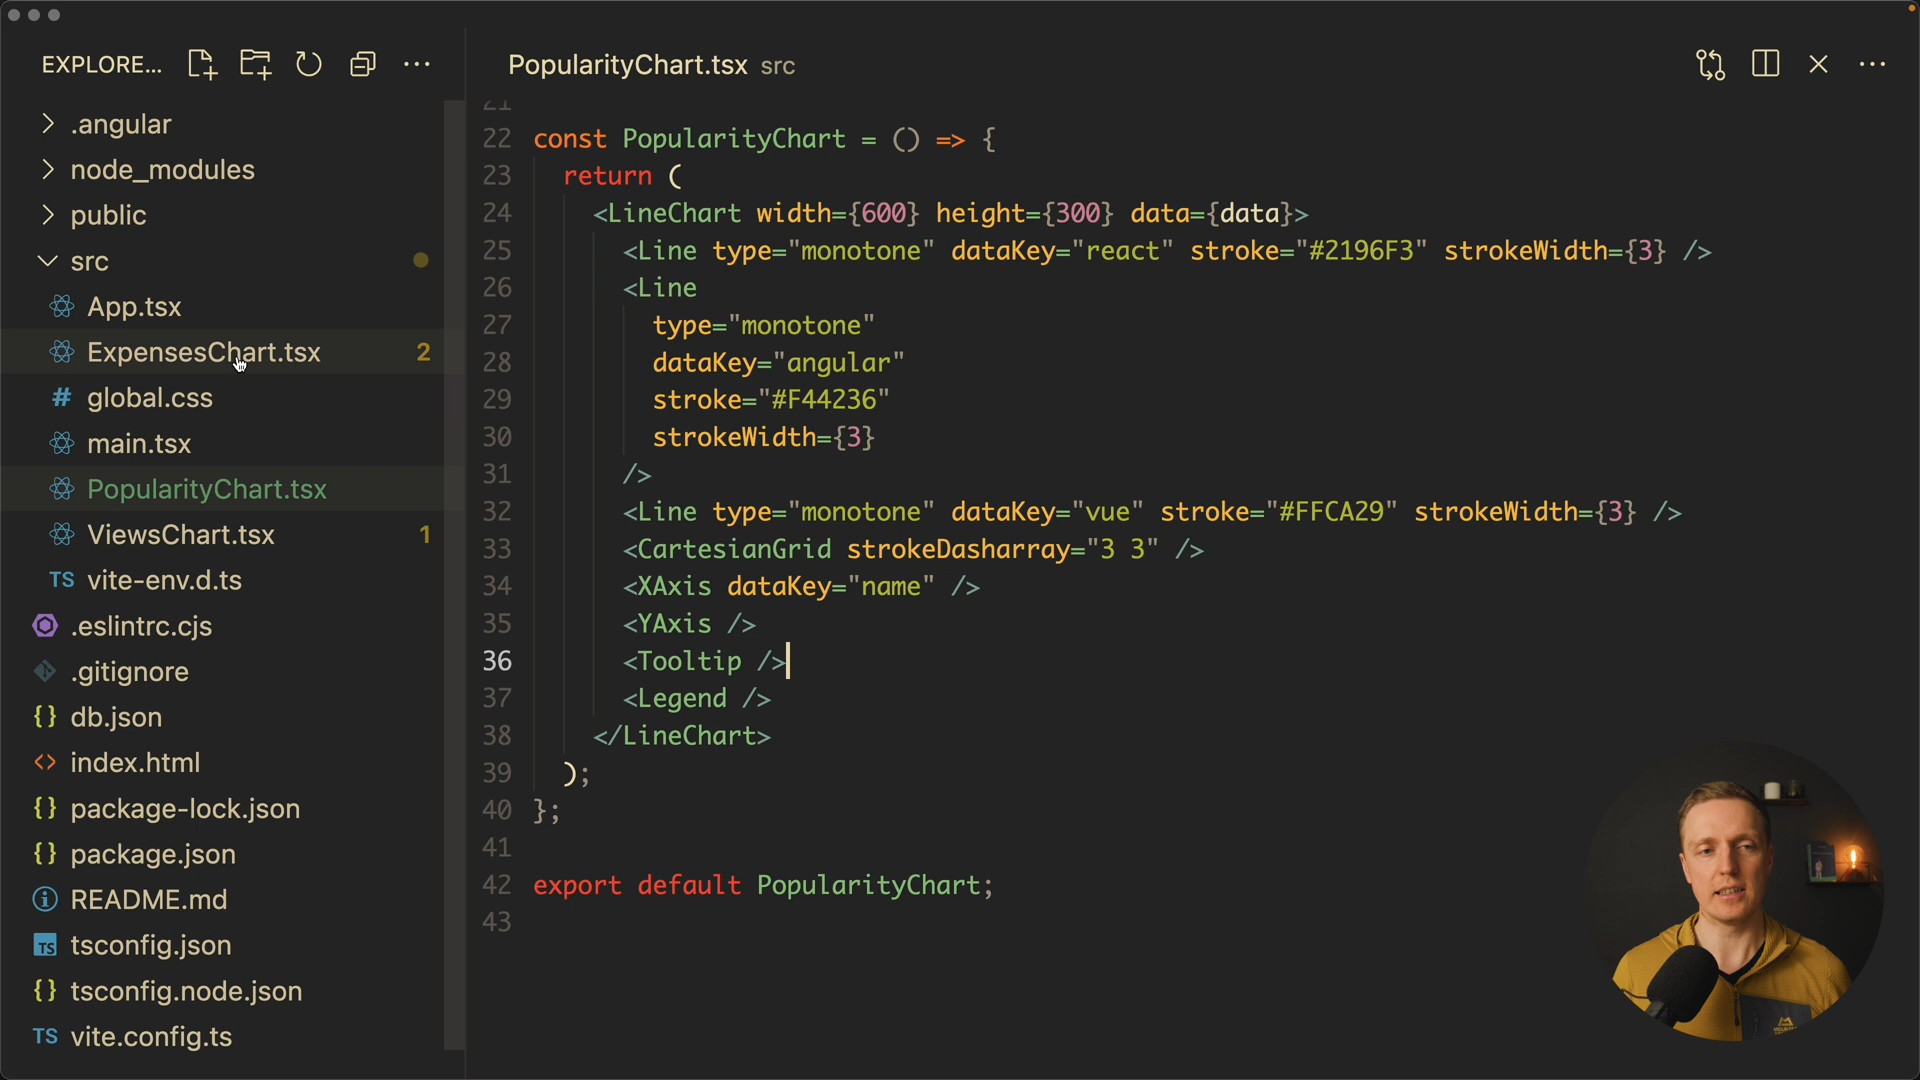 EXPLORE...
.angular
node_modules
public
src
App.tsx
ExpensesChart.tsx 2
# global.css
main.tsx
PopularityChart.tsx
ViewsChart.tsx 1
TS vite-env.d.ts
.eslintrc.cjs
.gitignore
{} db.json
<> index.html
{} package-lock.json
{} package.json
README.md
TS tsconfig.json
{} tsconfig.node.json
TS vite.config.ts
PopularityChart.tsx src
21
22 const PopularityChart = () => {
23 return (
24 <LineChart width={600} height={300} data={data}>
25 <Line type="monotone" dataKey="react" stroke="#2196F3" strokeWidth={3} />
26 <Line
27 type="monotone"
28 dataKey="angular"
29 stroke="#F44236"
30 strokeWidth={3}
31 />
32 <Line type="monotone" dataKey="vue" stroke="#FFCA29" strokeWidth={3} />
33 <CartesianGrid strokeDasharray="3 3" />
34 <XAxis dataKey="name" />
35 <YAxis />
36 <Tooltip />
37 <Legend />
38 </LineChart>
39 );
40 };
41
42 export default PopularityChart;
43